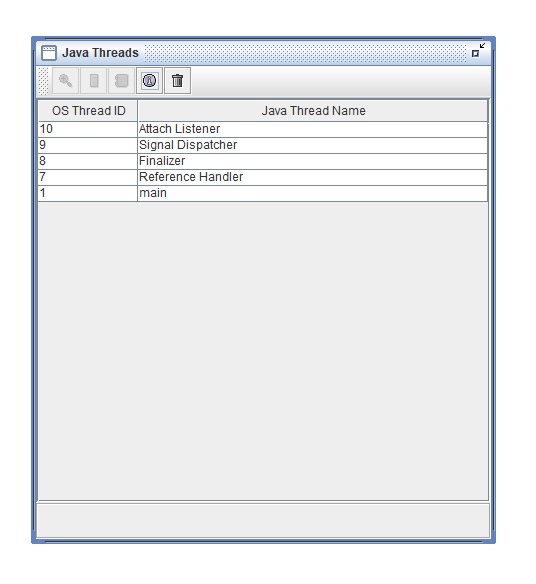 Java Threads
OS Thread ID Java Thread Name
10 Attach Listener
9 Signal Dispatcher
8 Finalizer
7 Reference Handler
1 main